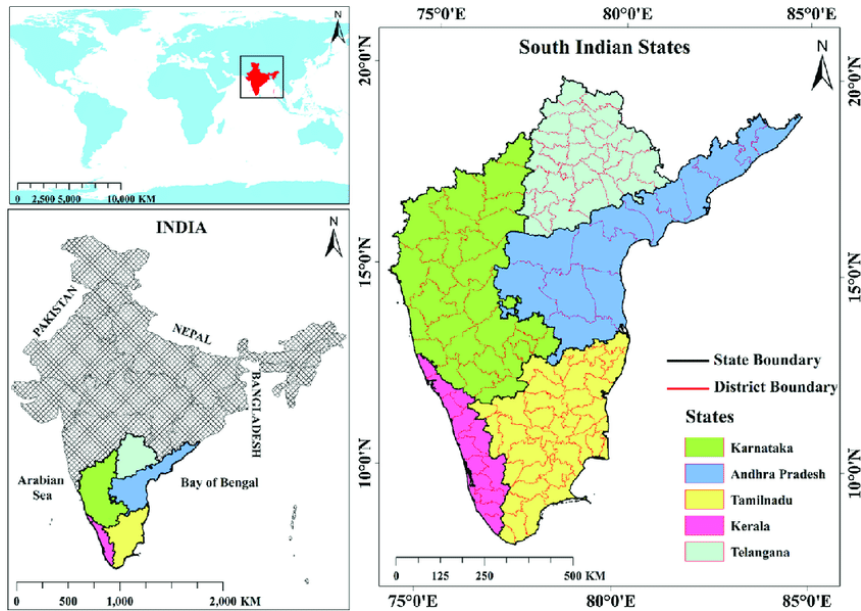 N
0 2,500 5,000 10,000 KM
INDIA
N
PAKISTAN
NEPAL
BANGLADESH
Arabian
Sea
Bay of Bengal
0 500 1,000 2,000 KM
75°0'E 80°0'E 85°0'E
South Indian States
N
20°0'N
20°0'N
15°0'N
15°0'N
10°0'N
10°0'N
State Boundary
District Boundary
States
Karnataka
Andhra Pradesh
Tamilnadu
Kerala
Telangana
0 125 250 500 KM
75°0'E 80°0'E 85°0'E